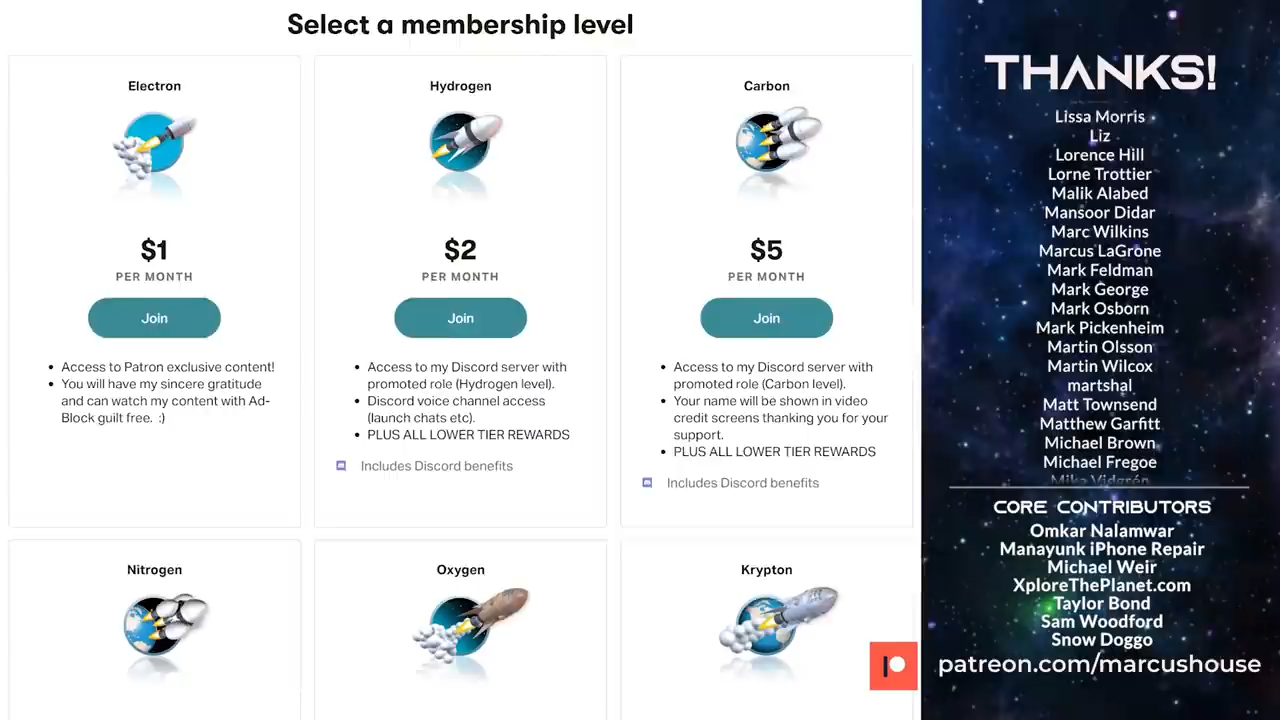 Select a membership level
Electron
$1
PER MONTH
Join
• Access to Patron exclusive content!
• You will have my sincere gratitude
and can watch my content with Ad-
Block guilt free. :)
Hydrogen
$2
PER MONTH
Join
• Access to my Discord server with
promoted role (Hydrogen level).
• Discord voice channel access
(launch chats etc).
• PLUS ALL LOWER TIER REWARDS
Includes Discord benefits
Carbon
$5
PER MONTH
Join
• Access to my Discord server with
promoted role (Carbon level).
• Your name will be shown in video
credit screens thanking you for your
support.
• PLUS ALL LOWER TIER REWARDS
Includes Discord benefits
Nitrogen
Oxygen
Krypton
THANKS!
Lissa Morris
Liz
Lorence Hill
Lorne Trottier
Malik Alabed
Mansoor Didar
Marc Wilkins
Marcus LaGrone
Mark Feldman
Mark George
Mark Osborn
Mark Pickenheim
Martin Olsson
Martin Wilcox
martshal
Matt Townsend
Matthew Garfitt
Michael Brown
Michael Fregoe
Mika Vidgrén
CORE CONTRIBUTORS
Omkar Nalamwar
Manayunk iPhone Repair
Michael Weir
XploreThePlanet.com
Taylor Bond
Sam Woodford
Snow Doggo
patreon.com/marcushouse